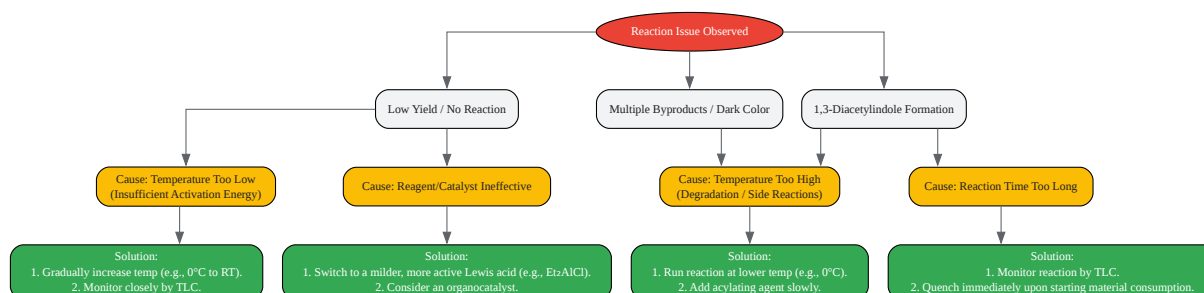 Reaction Issue Observed
Low Yield / No Reaction
Multiple Byproducts / Dark Color
1,3-Diacetylindole Formation
Cause: Temperature Too Low
(Insufficient Activation Energy)
Cause: Reagent/Catalyst Ineffective
Cause: Temperature Too High
(Degradation / Side Reactions)
Cause: Reaction Time Too Long
Solution:
1. Gradually increase temp (e.g., 0°C to RT).
2. Monitor closely by TLC.
Solution:
1. Switch to a milder, more active Lewis acid (e.g., Et₂AlCl).
2. Consider an organocatalyst.
Solution:
1. Run reaction at lower temp (0°C).
2. Add acylating agent slowly.
Solution:
1. Monitor reaction by TLC.
2. Quench immediately upon starting material consumption.